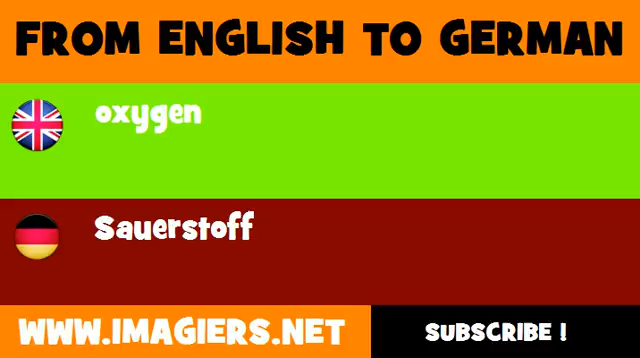 FROM ENGLISH TO GERMAN
oxygen
Sauerstoff
WWW.IMAGIERS.NET
SUBSCRIBE !